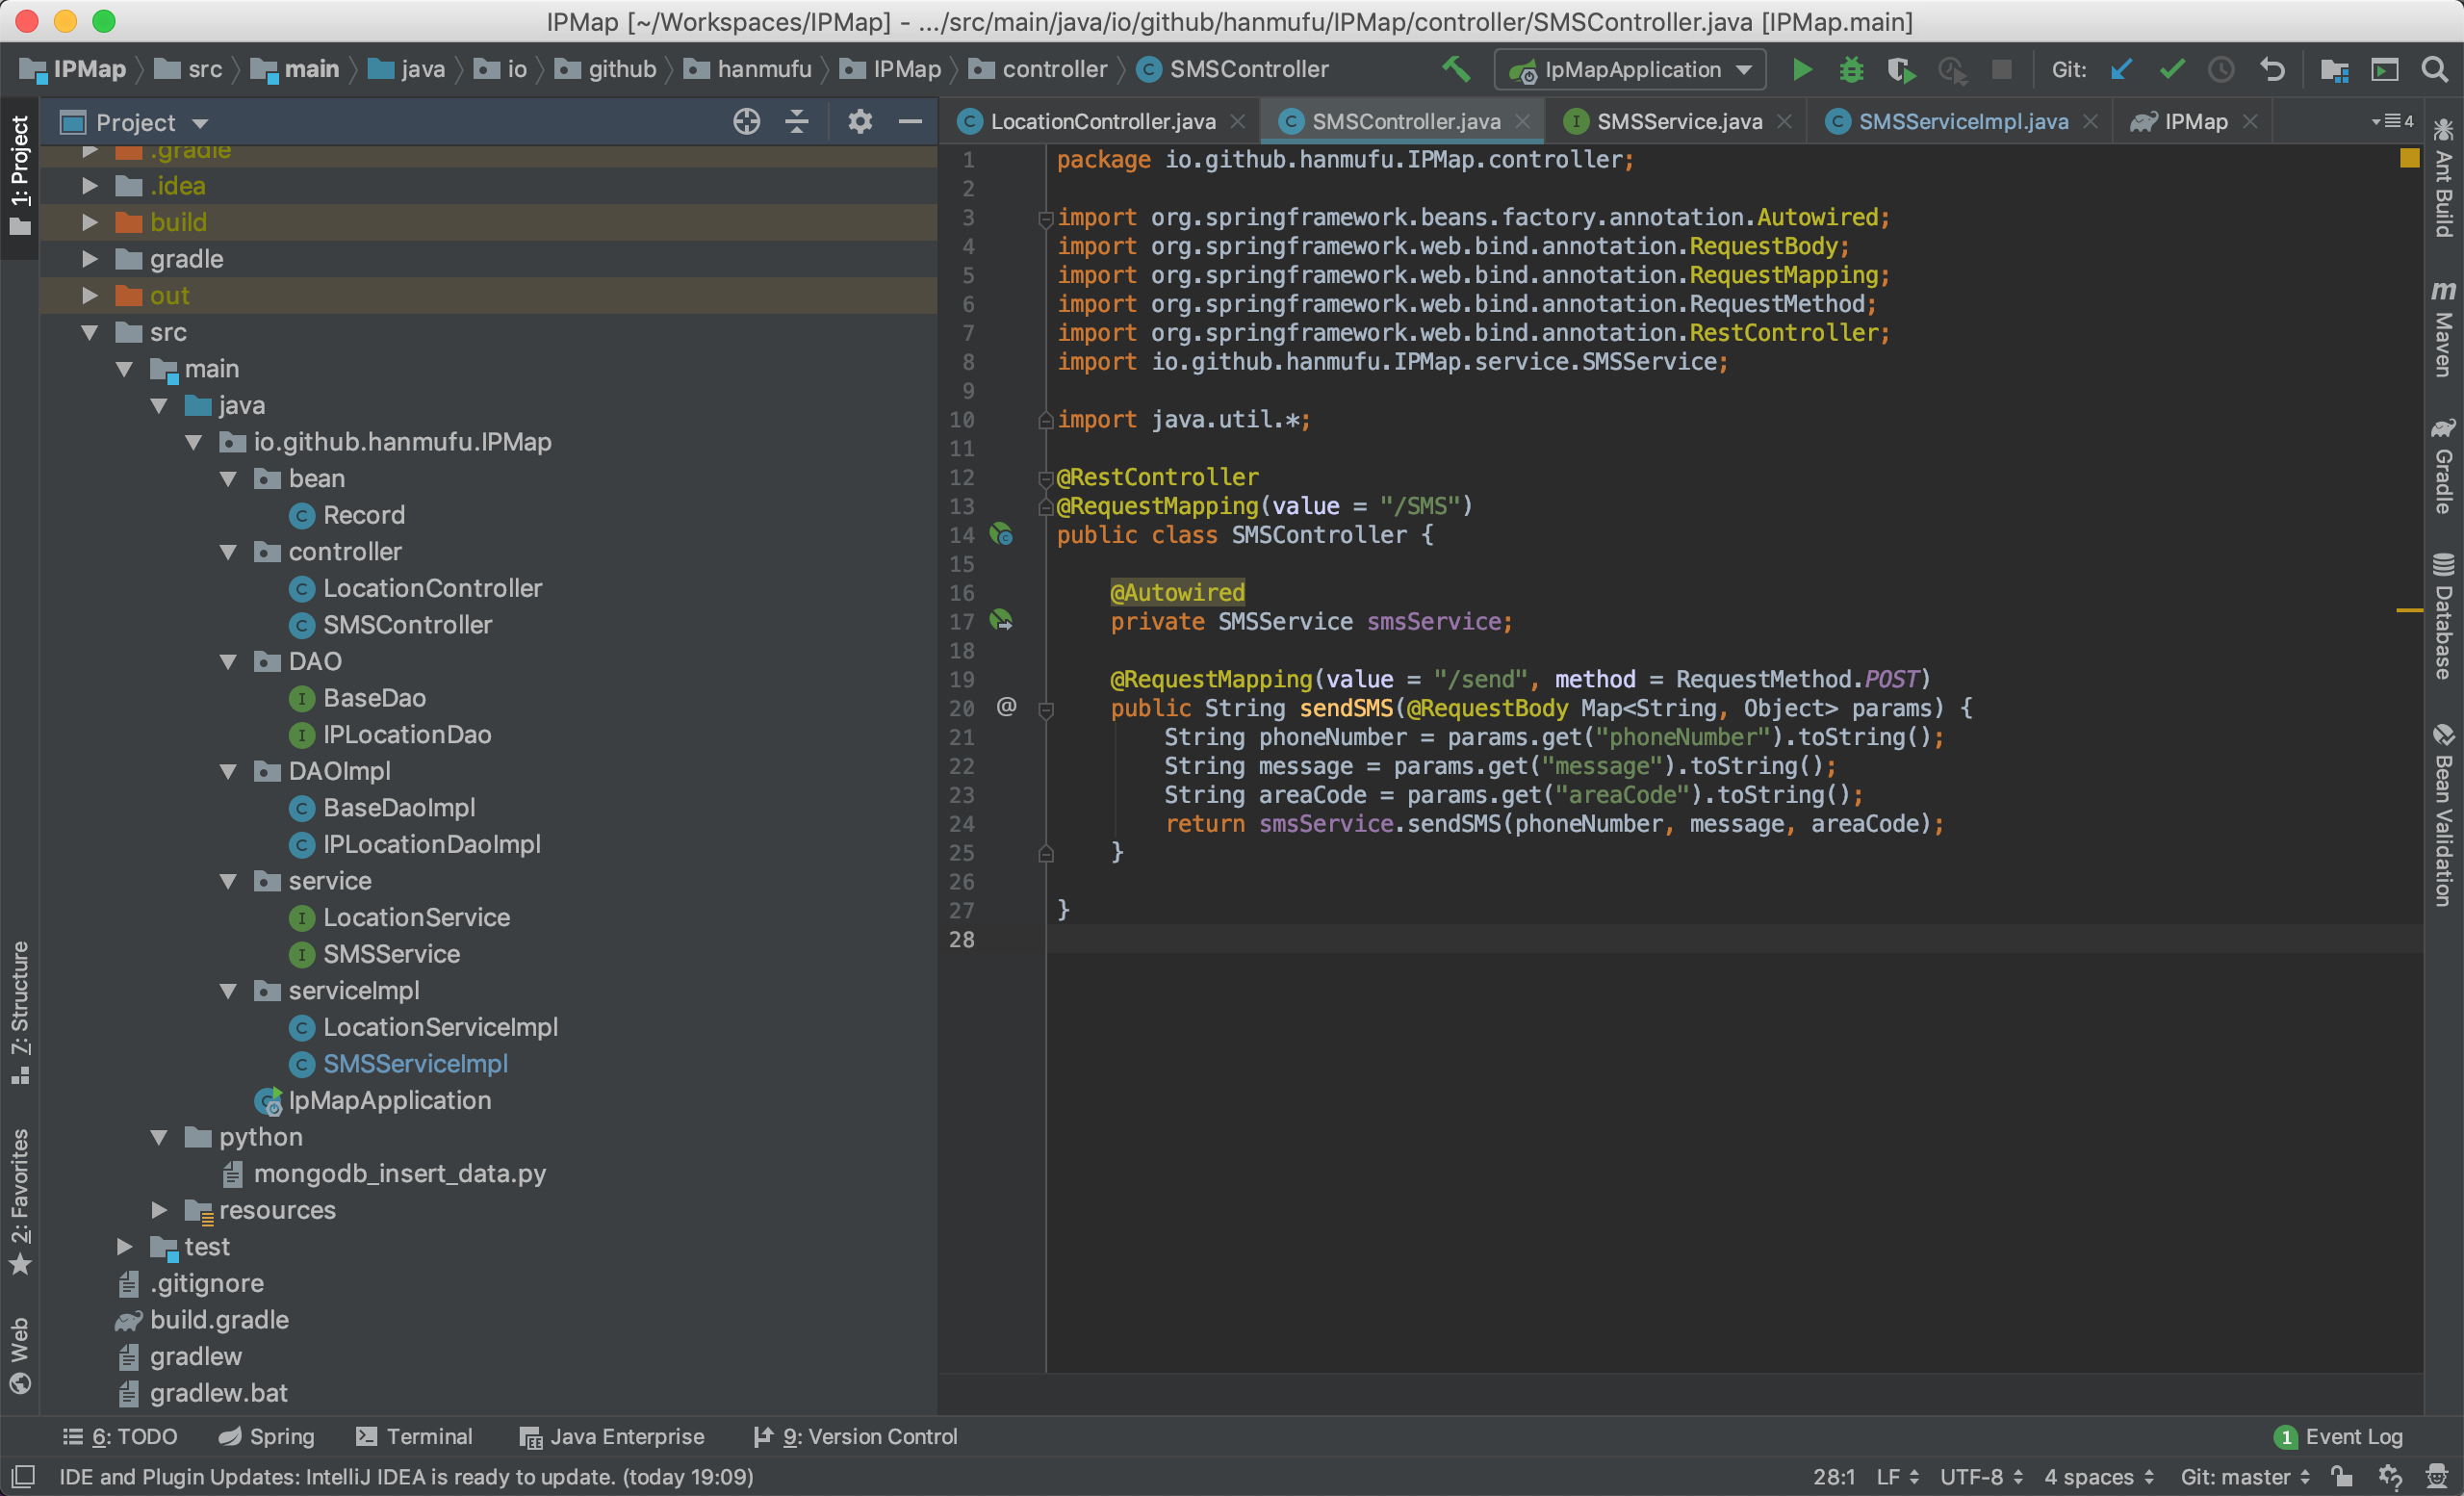 IPMap [~/Workspaces/IPMap] - .../src/main/java/io/github/hanmufu/IPMap/controller/SMSController.java [IPMap.main]
IPMap src main java io github hanmufu IPMap controller SMSController IpMapApplication Git:
1: Project
Project
LocationController.java SMSController.java SMSService.java SMSServiceImpl.java IPMap 4
.gradle
.idea
build
gradle
out
src
main
java
io.github.hanmufu.IPMap
bean
Record
controller
LocationController
SMSController
DAO
BaseDao
IPLocationDao
DAOImpl
BaseDaoImpl
IPLocationDaoImpl
service
LocationService
SMSService
serviceImpl
LocationServiceImpl
SMSServiceImpl
IpMapApplication
python
mongodb_insert_data.py
resources
test
.gitignore
build.gradle
gradlew
gradlew.bat
7: Structure
2: Favorites
Web
1 package io.github.hanmufu.IPMap.controller;
2
3 import org.springframework.beans.factory.annotation.Autowired;
4 import org.springframework.web.bind.annotation.RequestBody;
5 import org.springframework.web.bind.annotation.RequestMapping;
6 import org.springframework.web.bind.annotation.RequestMethod;
7 import org.springframework.web.bind.annotation.RestController;
8 import io.github.hanmufu.IPMap.service.SMSService;
9
10 import java.util.*;
11
12 @RestController
13 @RequestMapping(value = "/SMS")
14 public class SMSController {
15
16 @Autowired
17 private SMSService smsService;
18
19 @RequestMapping(value = "/send", method = RequestMethod.POST)
20 @ public String sendSMS(@RequestBody Map<String, Object> params) {
21 String phoneNumber = params.get("phoneNumber").toString();
22 String message = params.get("message").toString();
23 String areaCode = params.get("areaCode").toString();
24 return smsService.sendSMS(phoneNumber, message, areaCode);
25 }
26
27 }
28
Ant Build
m Maven
Gradle
Database
Bean Validation
6: TODO Spring Terminal Java Enterprise 9: Version Control 1 Event Log
IDE and Plugin Updates: IntelliJ IDEA is ready to update. (today 19:09) 28:1 LF UTF-8 4 spaces Git: master